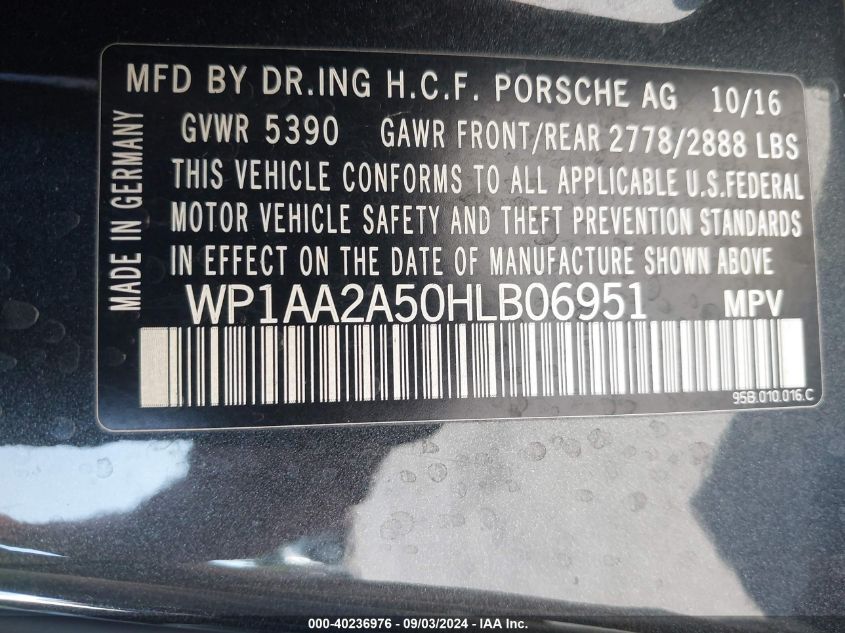 MFD BY DR.ING H.C.F. PORSCHE AG 10/16
GVWR 5390 GAWR FRONT/REAR 2778/2888 LBS
THIS VEHICLE CONFORMS TO ALL APPLICABLE U.S.FEDERAL
MOTOR VEHICLE SAFETY AND THEFT PREVENTION STANDARDS
IN EFFECT ON THE DATE OF MANUFACTURE SHOWN ABOVE
MADE IN GERMANY
WP1AA2A50HLB06951 MPV
95B.010.016.C
000-40236976 - 09/03/2024 - IAA Inc.